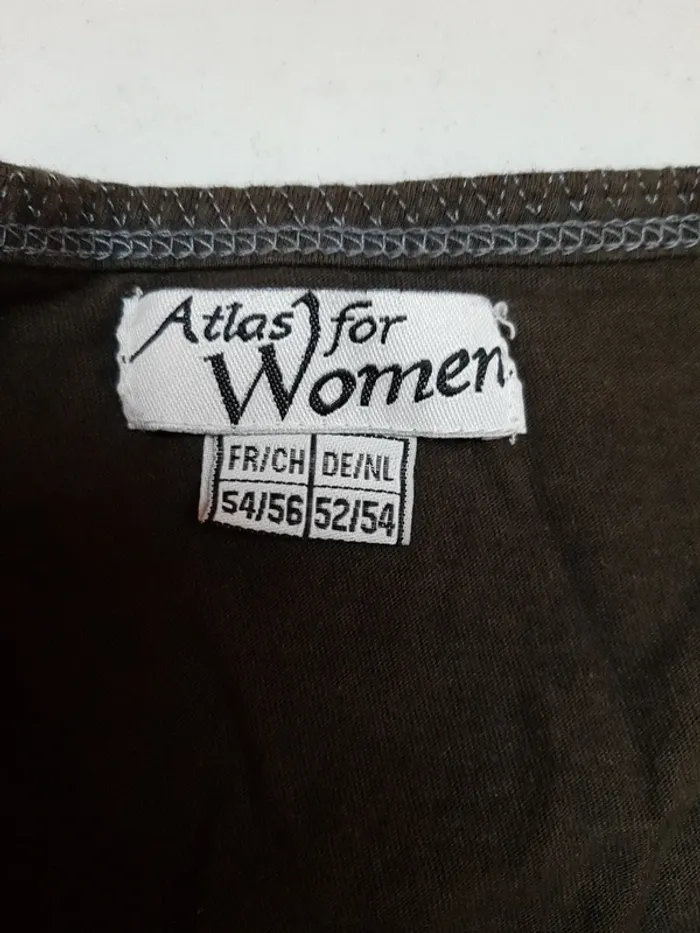 Atlas for
Women
FR/CH DE/NL
54/56 52/54